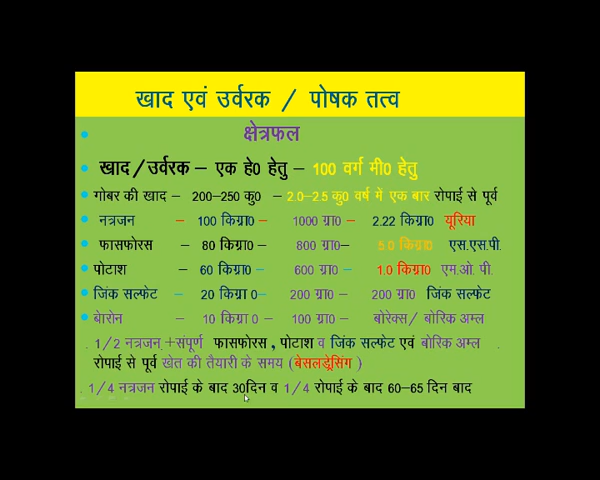 खाद एवं उर्वरक / पोषक तत्व
क्षेत्रफल
खाद/उर्वरक – एक हे0 हेतु – 100 वर्ग मी0 हेतु
गोबर की खाद – 200–250 कु0 – 2.0–2.5 कु0 वर्ष में एक बार रोपाई से पूर्व
नत्रजन – 100 किग्रा0 – 1000 ग्रा0 – 2.22 किग्रा0 यूरिया
फासफोरस – 80 किग्रा0 – 800 ग्रा0– 5.0 किग्रा0 एस.एस.पी.
पोटाश – 60 किग्रा0 – 600 ग्रा0 – 1.0 किग्रा0 एम.ओ. पी.
जिंक सल्फेट – 20 किग्रा 0– 200 ग्रा0 – 200 ग्रा0 जिंक सल्फेट
बेारोन – 10 किग्रा 0 – 100 ग्रा0 – बोरेक्स/ बोरिक अम्ल
. 1/2 नत्रजन.+संपूर्ण फासफोरस , पोटाश व जिंक सल्फेट एवं बोरिक अम्ल
रोपाई से पूर्व खेत की तैयारी के समय (बेसलड्रेसिंग )
. 1/4 नत्रजन रोपाई के बाद 30दिन व 1/4 रोपाई के बाद 60–65 दिन बाद